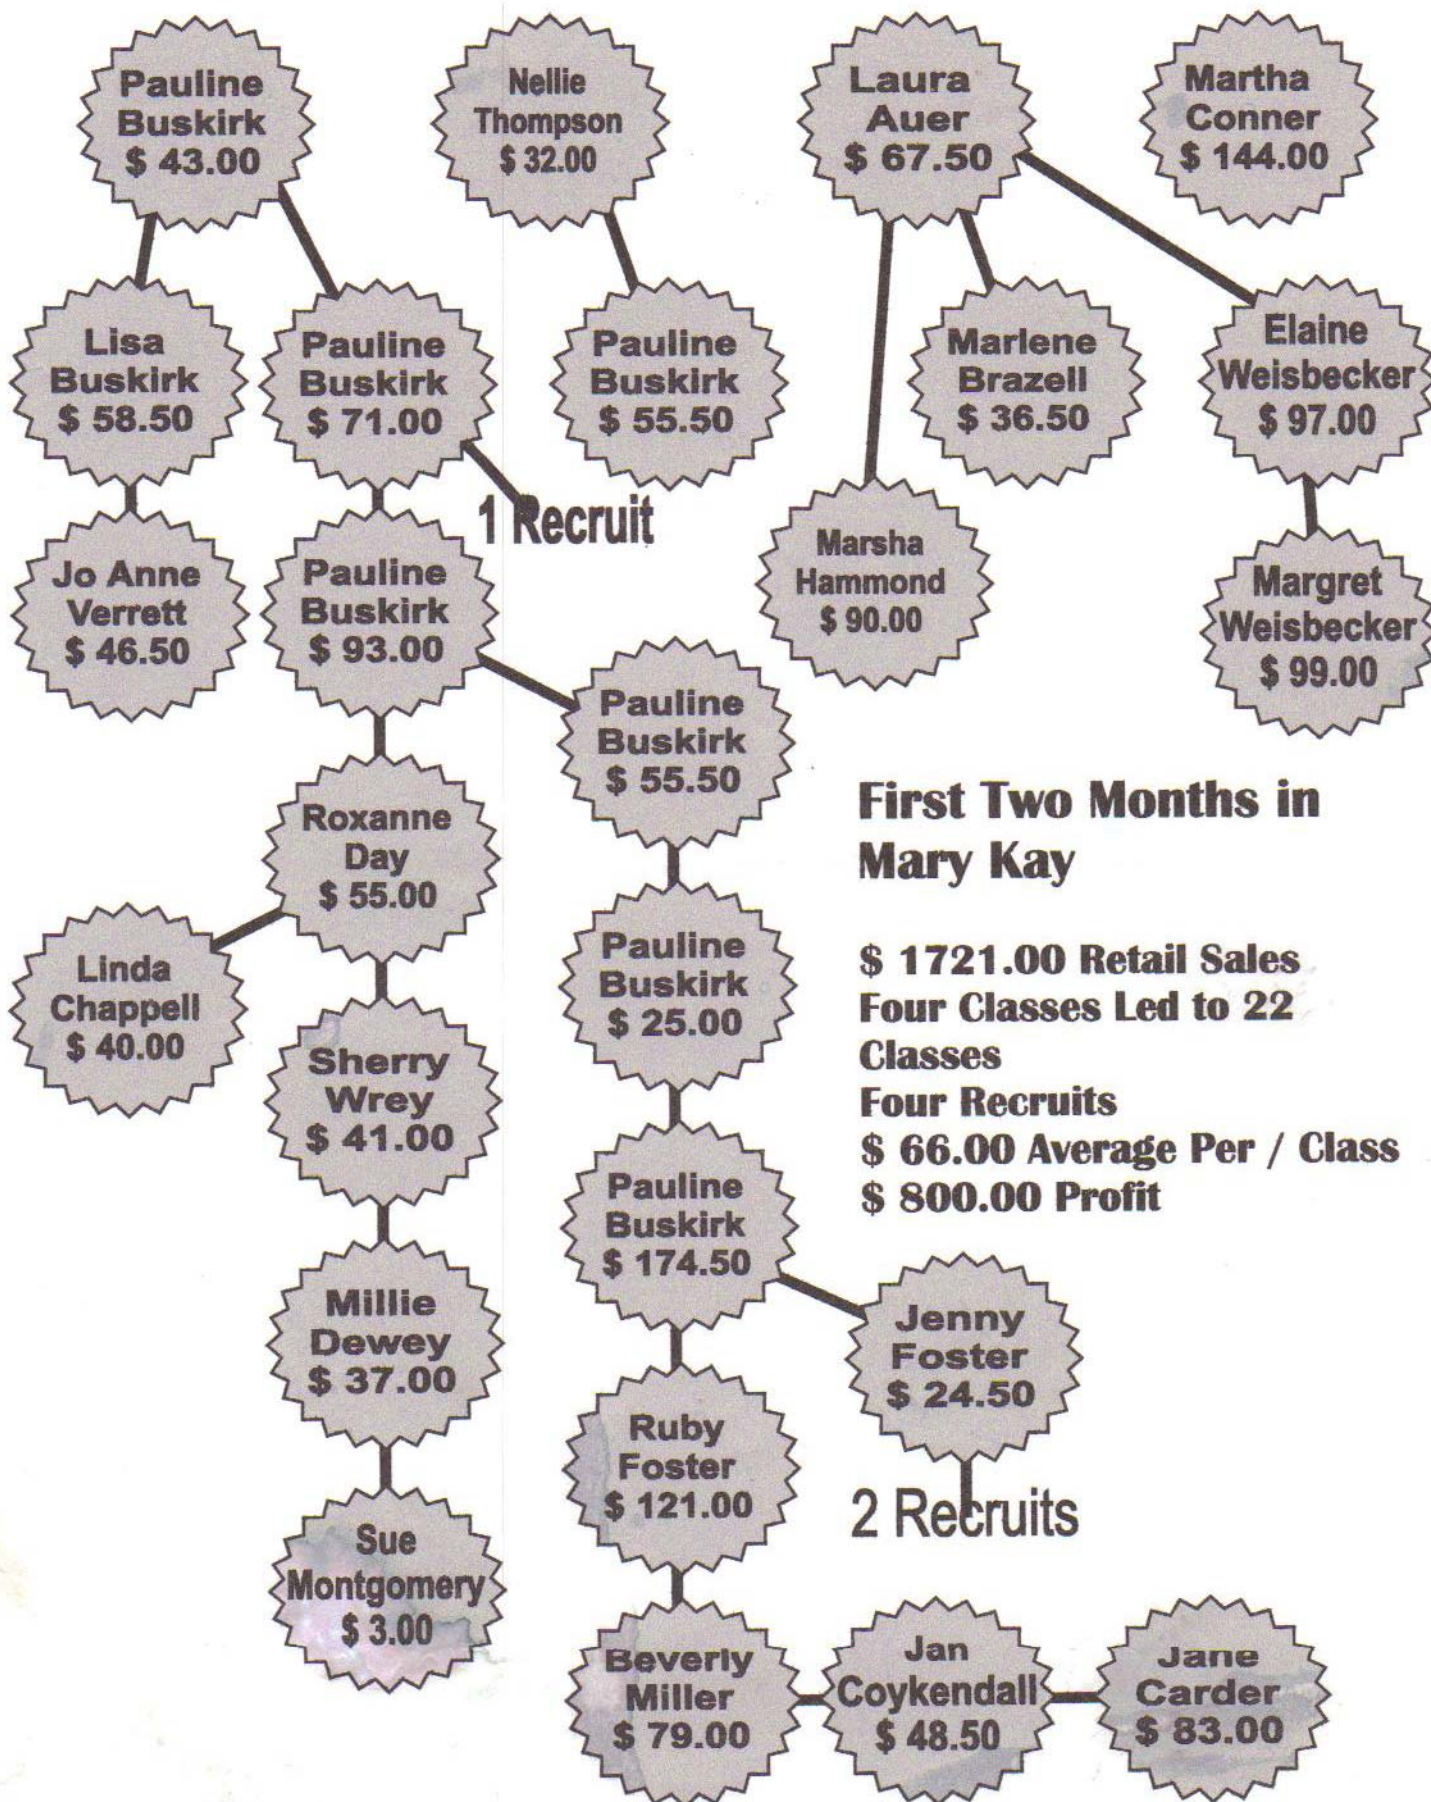 Pauline
Buskirk
$ 43.00
Nellie
Thompson
$ 32.00
Laura
Auer
$ 67.50
Martha
Conner
$ 144.00
Lisa
Buskirk
$ 58.50
Pauline
Buskirk
$ 71.00
Pauline
Buskirk
$ 55.50
Marlene
Brazell
$ 36.50
Elaine
Weisbecker
$ 97.00
1 Recruit
Jo Anne
Verrett
$ 46.50
Pauline
Buskirk
$ 93.00
Marsha
Hammond
$ 90.00
Margret
Weisbecker
$ 99.00
Pauline
Buskirk
$ 55.50
First Two Months in
Mary Kay
$ 1721.00 Retail Sales
Four Classes Led to 22
Classes
Four Recruits
$ 66.00 Average Per / Class
$ 800.00 Profit
Roxanne
Day
$ 55.00
Linda
Chappell
$ 40.00
Pauline
Buskirk
$ 25.00
Sherry
Wrey
$ 41.00
Pauline
Buskirk
$ 174.50
Millie
Dewey
$ 37.00
Jenny
Foster
$ 24.50
Ruby
Foster
$ 121.00
2 Recruits
Sue
Montgomery
$ 3.00
Beverly
Miller
$ 79.00
Jan
Coykendall
$ 48.50
Jane
Carder
$ 83.00